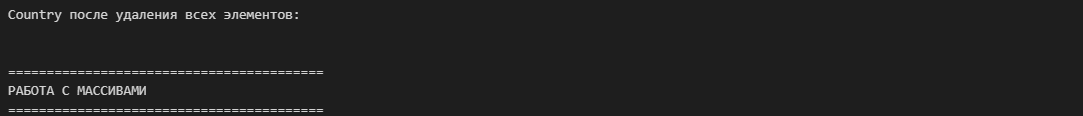 Country после удаления всех элементов:
=========================================
РАБОТА С МАССИВАМИ
=========================================